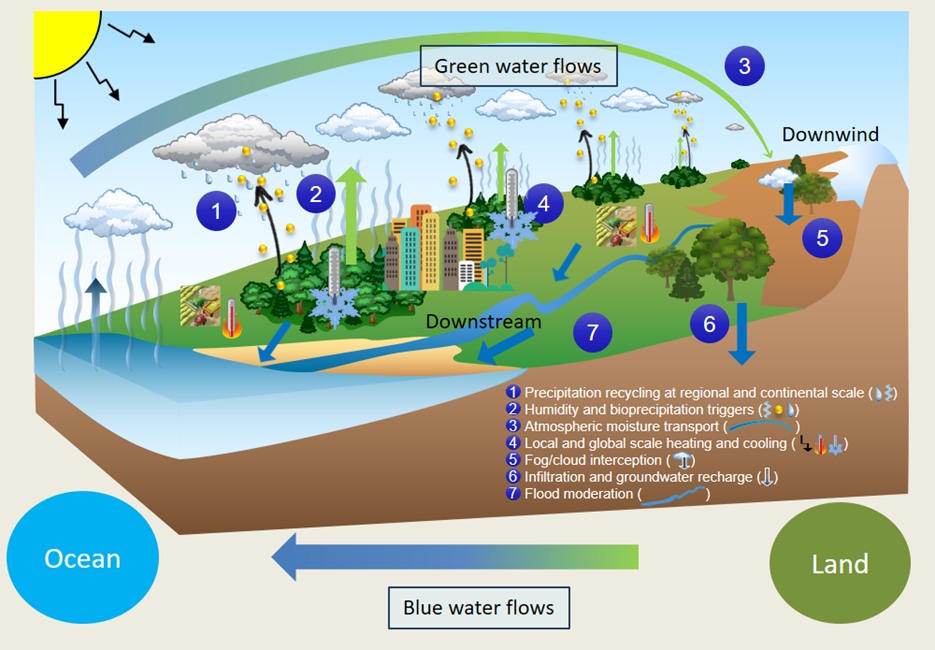 Green water flows
3
Downwind
1
2
4
5
Downstream
7
6
1 Precipitation recycling at regional and continental scale ( )
2 Humidity and bioprecipitation triggers ( )
3 Atmospheric moisture transport ( )
4 Local and global scale heating and cooling ( )
5 Fog/cloud interception ( )
6 Infiltration and groundwater recharge ( )
7 Flood moderation ( )
Ocean
Land
Blue water flows